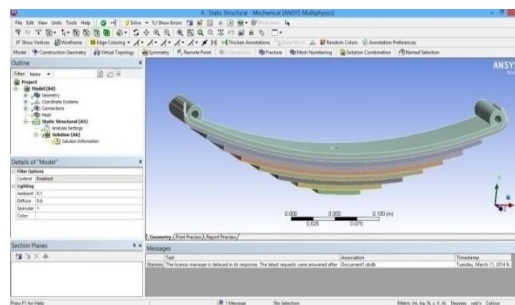 A : Static Structural - Mechanical [ANSYS Multiphysics]
File Edit View Units Tools Help Solve Show Errors Worksheet
Show Vertices Wireframe Edge Coloring Thicken Annotations Random Colors Annotation Preferences
Model Construction Geometry Virtual Topology Symmetry Remote Point Connections Fracture Mesh Numbering Solution Combination Named Selection
Outline
Filter: Name
Project
Model (A4)
Geometry
Coordinate Systems
Connections
Mesh
Static Structural (A5)
Analysis Settings
Solution (A6)
Solution Information
ANSYS
Details of "Model"
Filter Options
Control Enabled
Lighting
Ambient 0.1
Diffuse 0.6
Specular 1
Color
0.000 0.050 0.100 (m)
0.025 0.075
Geometry Print Preview Report Preview
Section Planes
Messages
Text Association Timestamp
Warning The license manager is delayed in its response. The latest requests were answered after Tuesday, March 11, 2014
Press F1 for Help 1 Message No Selection Metric (m, kg, N, s, V, A) Degrees rad/s Celsius